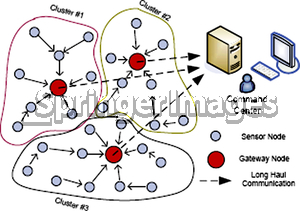 Cluster #1
Cluster #2
SpringerImages
Command
Center
Sensor Node
Gateway Node
Long Haul
Communication
Cluster #3